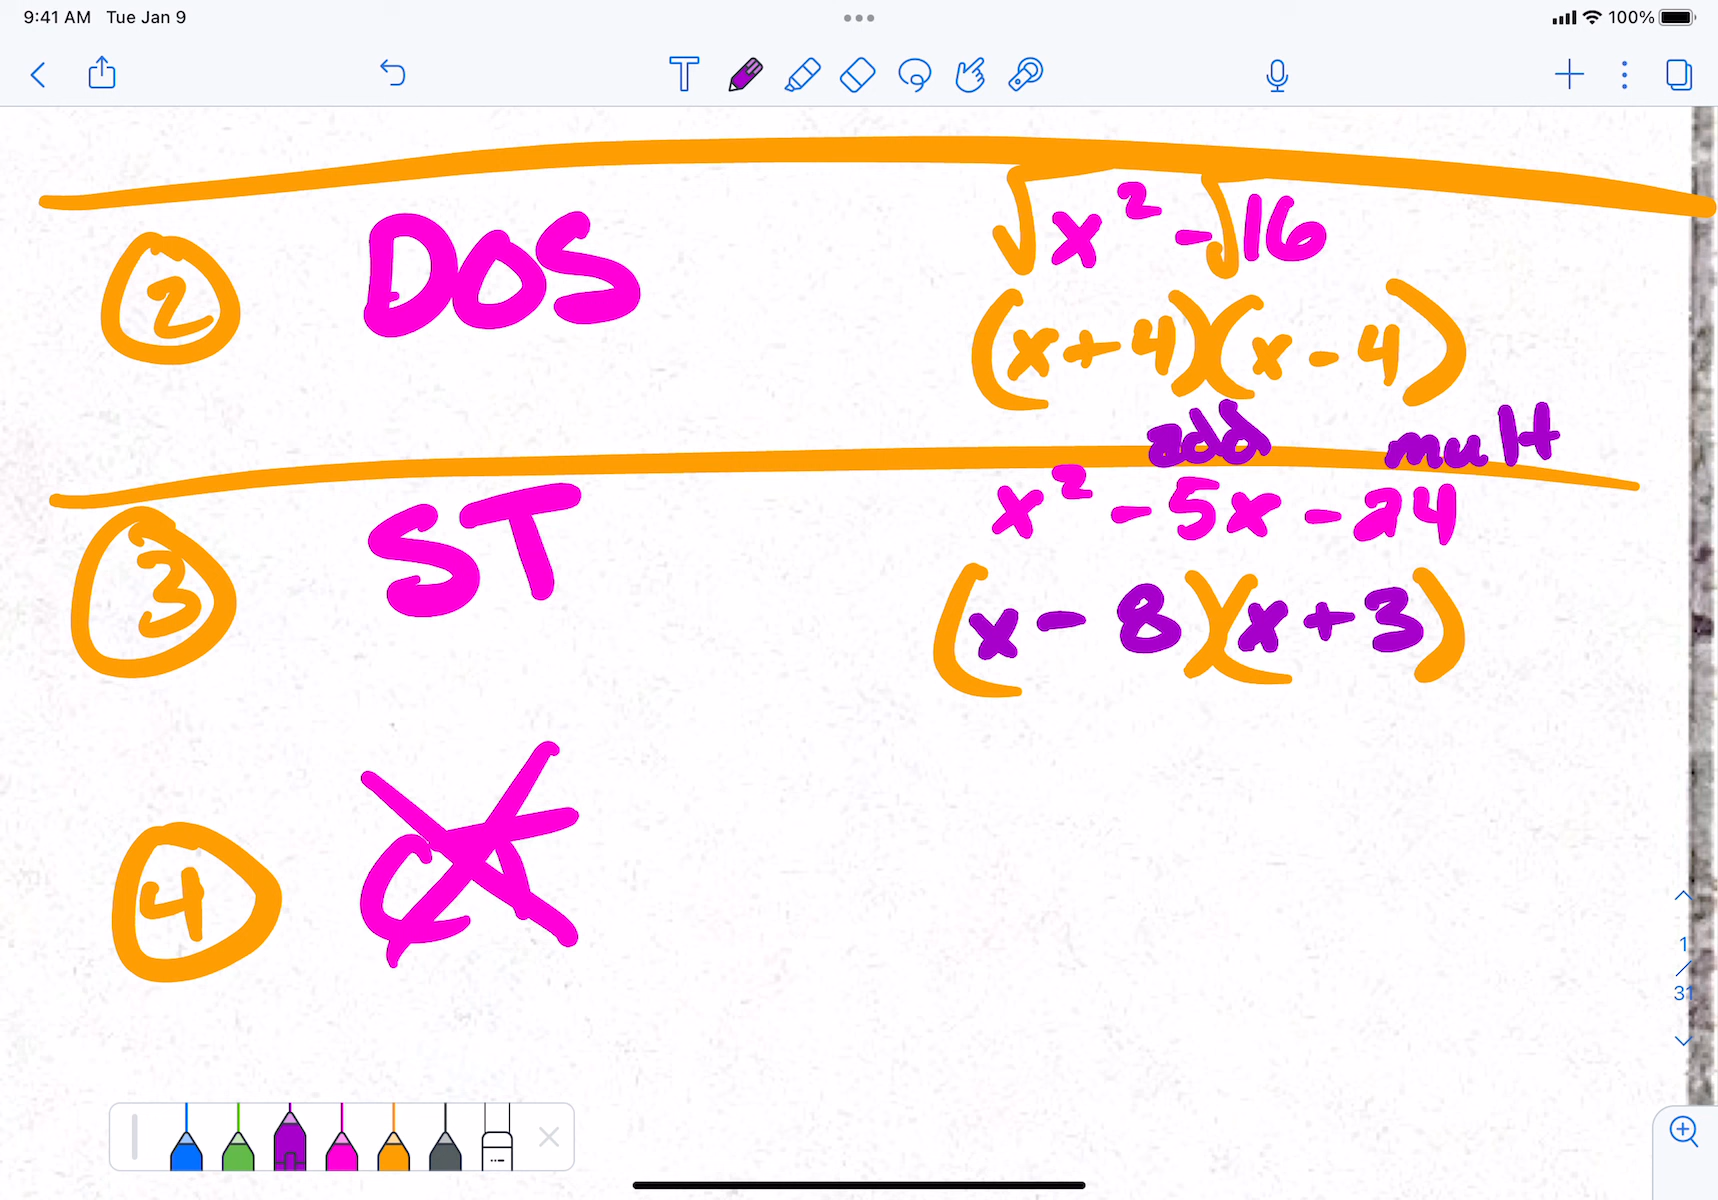 9:41 AM Tue Jan 9
100%
② DOS
√x² - √16
(x+4)(x-4)
add mult
③ ST
x² - 5x - 24
(x - 8)(x + 3)
④
1
/
31